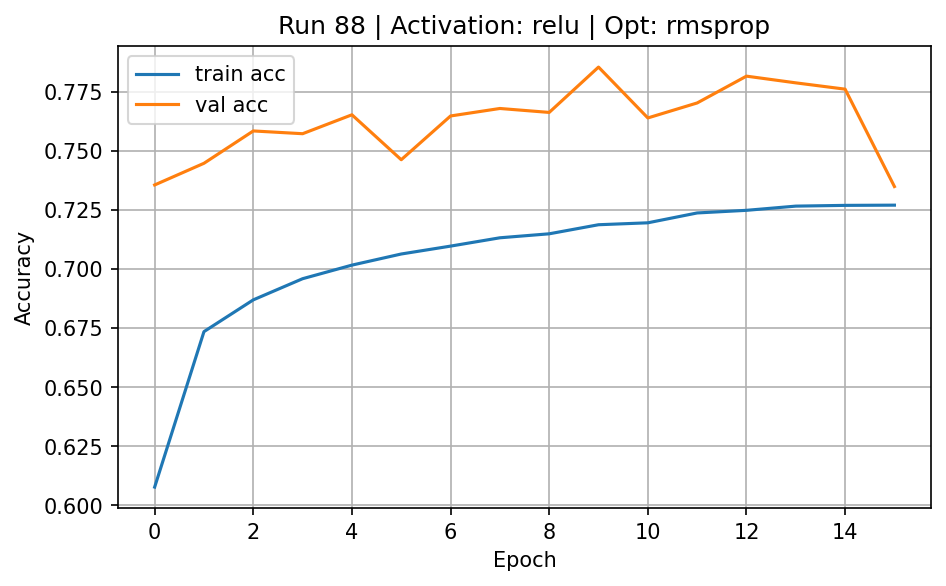 Run 88 | Activation: relu | Opt: rmsprop
train acc
val acc
0.775
0.750
0.725
0.700
0.675
0.650
0.625
0.600
Accuracy
0 2 4 6 8 10 12 14
Epoch